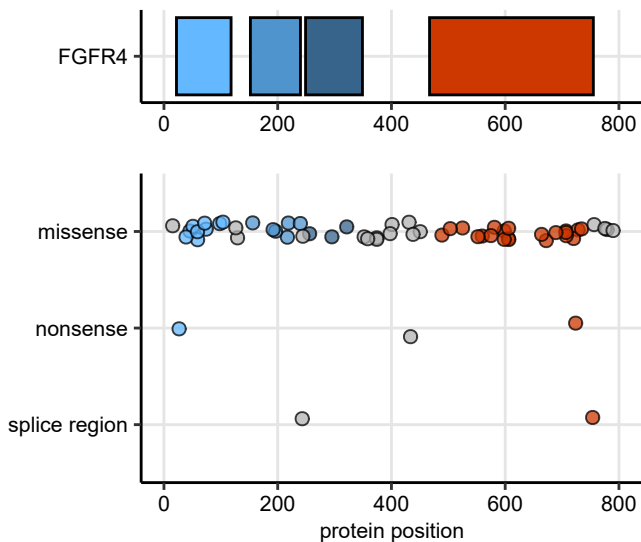 FGFR4
0 200 400 600 800
missense
nonsense
splice region
0 200 400 600 800
protein position